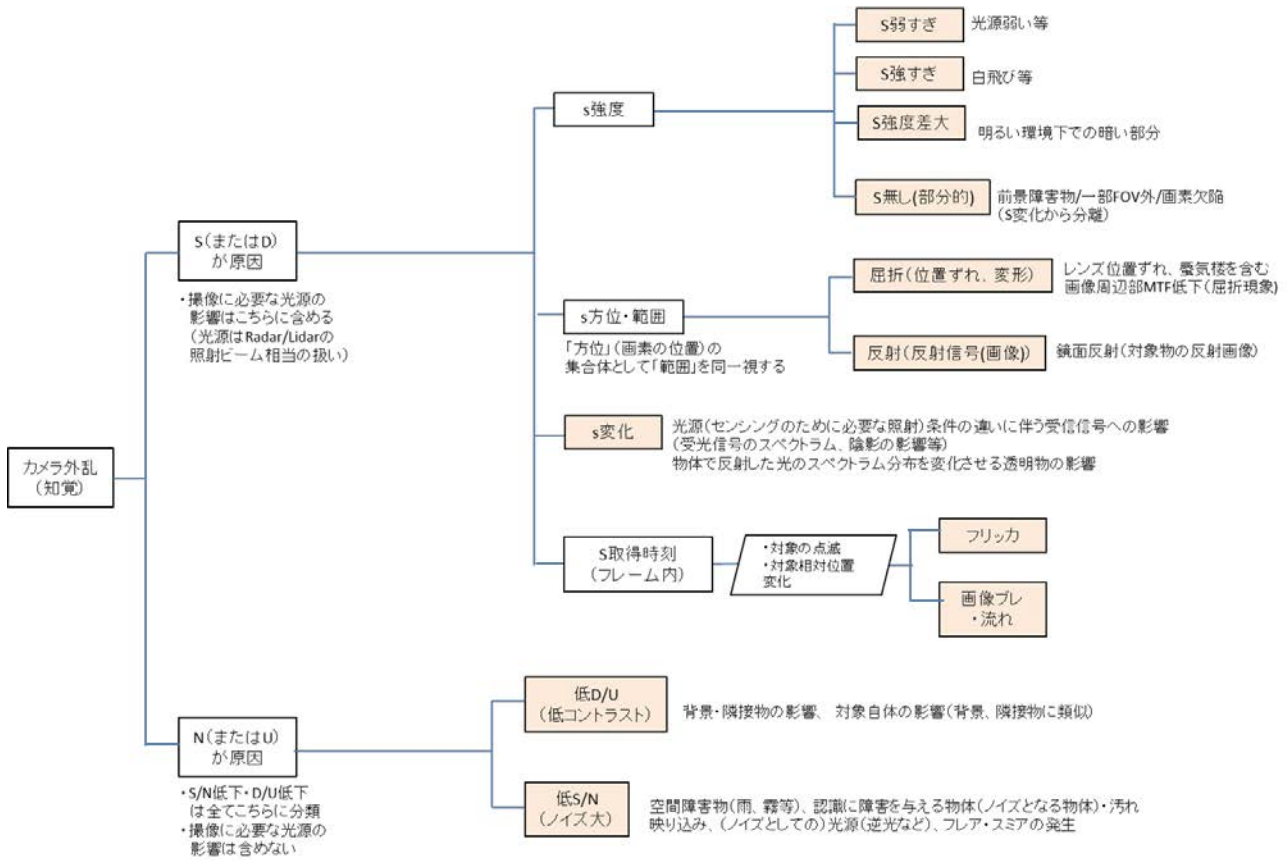 カメラ外乱
(知覚)
S(またはD)
が原因
・撮像に必要な光源の
影響はこちらに含める
(光源はRadar/Lidarの
照射ビーム相当の扱い)
s強度
S弱すぎ
光源弱い等
S強すぎ
白飛び等
S強度差大
明るい環境下での暗い部分
S無し(部分的)
前景障害物/一部FOV外/画素欠陥
(S変化から分離)
s方位・範囲
「方位」(画素の位置)の
集合体として「範囲」を同一視する
屈折(位置ずれ、変形)
レンズ位置ずれ、蜃気楼を含む
画像周辺部MTF低下(屈折現象)
反射(反射信号(画像))
鏡面反射(対象物の反射画像)
s変化
光源(センシングのために必要な照射)条件の違いに伴う受信信号への影響
(受光信号のスペクトラム、陰影の影響等)
物体で反射した光のスペクトラム分布を変化させる透明物の影響
S取得時刻
(フレーム内)
・対象の点滅
・対象相対位置
変化
フリッカ
画像ブレ
・流れ
N(またはU)
が原因
・S/N低下・D/U低下
は全てこちらに分類
・撮像に必要な光源の
影響は含めない
低D/U
(低コントラスト)
背景・隣接物の影響、 対象自体の影響(背景、隣接物に類似)
低S/N
(ノイズ大)
空間障害物(雨、霧等)、認識に障害を与える物体(ノイズとなる物体)・汚れ
映り込み、(ノイズとしての)光源(逆光など)、フレア・スミアの発生